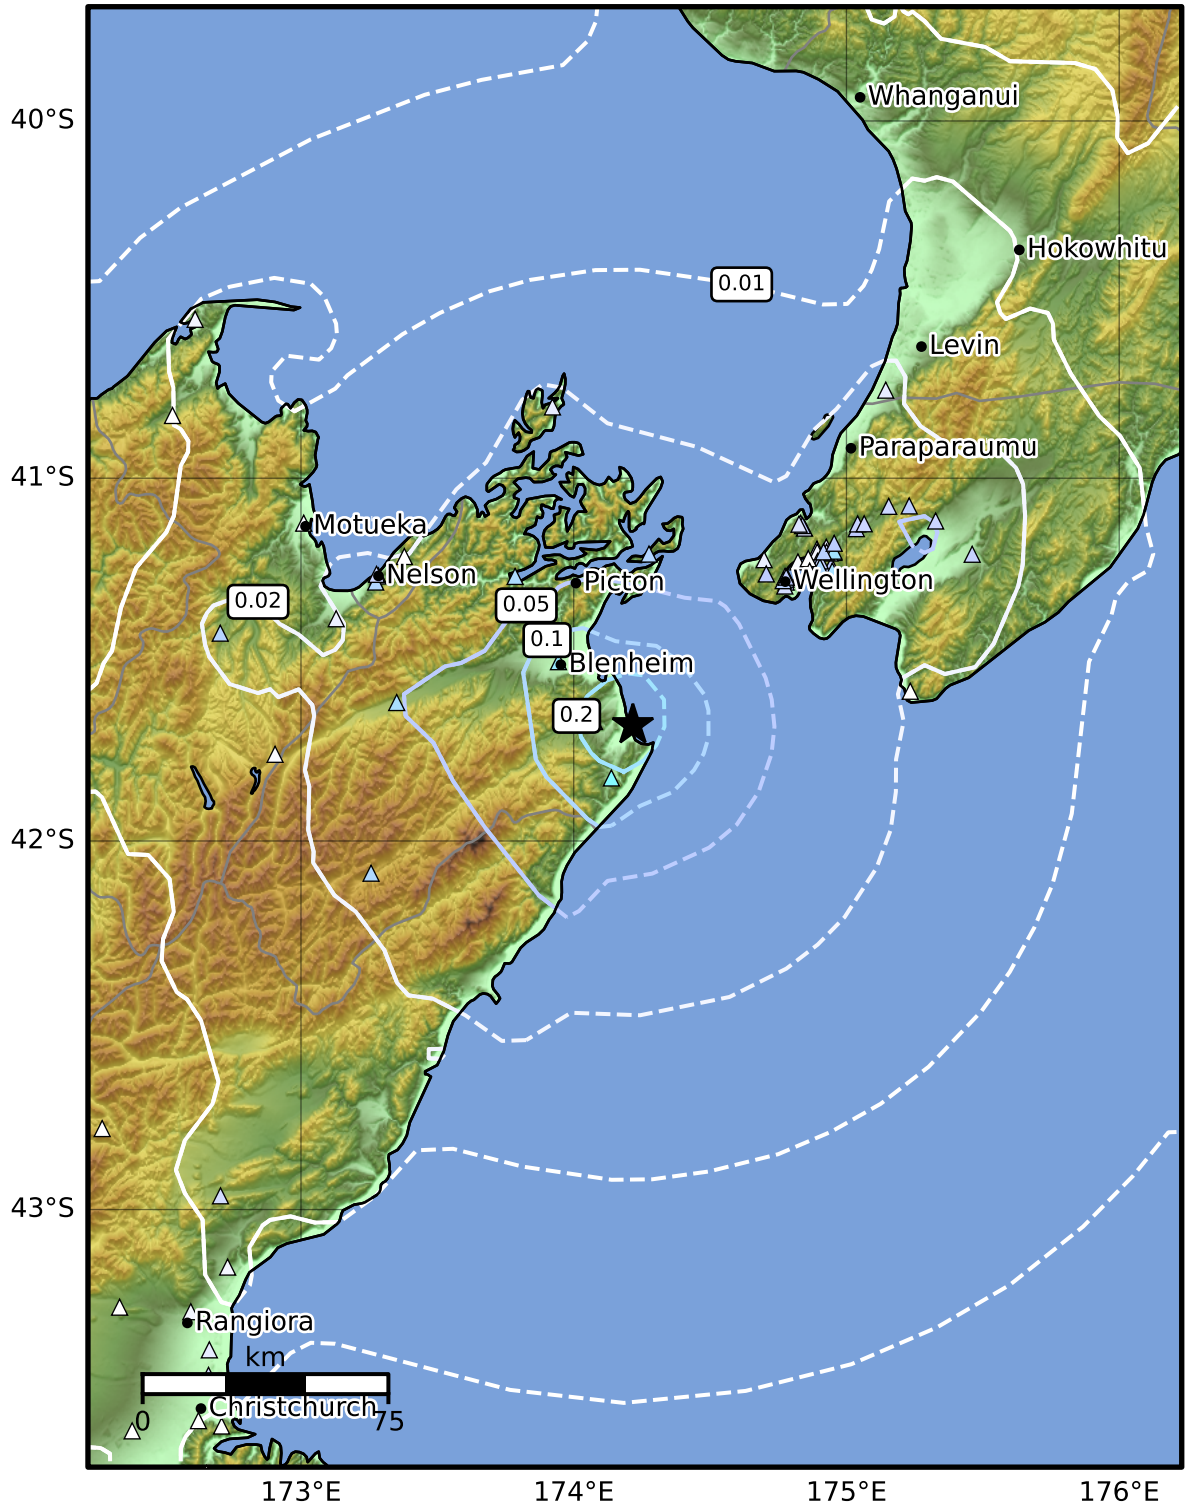 40°S
Whanganui
Hokowhitu
0.01
Levin
Paraparaumu
41°S
Motueka
Nelson
Picton
Wellington
0.02
0.05
0.1
Blenheim
0.2
42°S
43°S
Rangiora
km
Christchurch
0
75
173°E
174°E
175°E
176°E